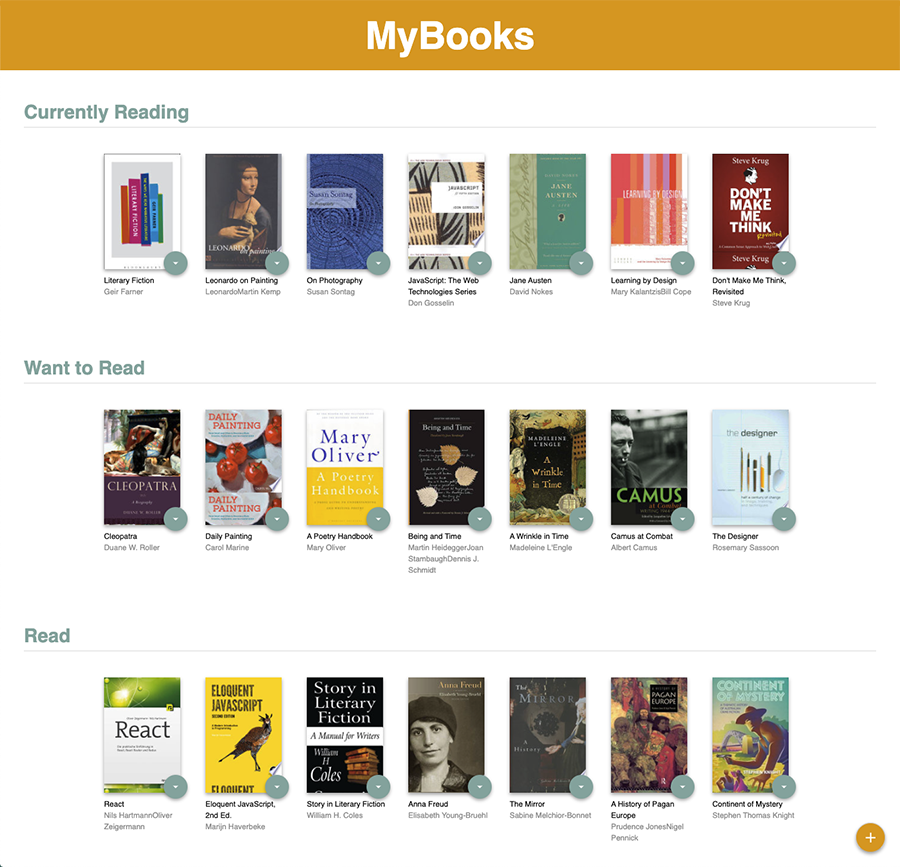 MyBooks
Currently Reading
LITERARY FICTION
LEONARDO on painting
Susan Sontag
On Photography
JAVASCRIPT
DON GOSSELIN
JANE
AUSTEN
LEARNING BY DESIGN
Steve Krug
DON'T
MAKE
ME
THINK
Revisited
Steve Krug
Literary Fiction
Geir Farner
Leonardo on Painting
LeonardoMartin Kemp
On Photography
Susan Sontag
JavaScript: The Web
Technologies Series
Don Gosselin
Jane Austen
David Nokes
Learning by Design
Mary KalantzisBill Cope
Don't Make Me Think,
Revisited
Steve Krug
Want to Read
CLEOPATRA
A Biography
DUANE W. ROLLER
DAILY
PAINTING
DAILY
PAINTING
Mary
Oliver
A Poetry
Handbook
Being and Time
MADELEINE
L'ENGLE
A
Wrinkle
in Time
CAMUS
at Combat
the designer
Cleopatra
Duane W. Roller
Daily Painting
Carol Marine
A Poetry Handbook
Mary Oliver
Being and Time
Martin HeideggerJoan
StambaughDennis J.
Schmidt
A Wrinkle in Time
Madeleine L'Engle
Camus at Combat
Albert Camus
The Designer
Rosemary Sassoon
Read
React
ELOQUENT
JAVASCRIPT
SECOND EDITION
ELOQUENT
Story in
Literary
Fiction
A Manual for Writers
William
H
Coles
Anna Freud
Elisabeth Young-Bruehl
The
MIRROR
A
History
A HISTORY OF
PAGAN
EUROPE
CONTINENT
OF MYSTERY
React
Nils HartmannOliver
Zeigermann
Eloquent JavaScript,
2nd Ed.
Marijn Haverbeke
Story in Literary Fiction
William H. Coles
Anna Freud
Elisabeth Young-Bruehl
The Mirror
Sabine Melchior-Bonnet
A History of Pagan
Europe
Prudence JonesNigel
Pennick
Continent of Mystery
Stephen Thomas Knight